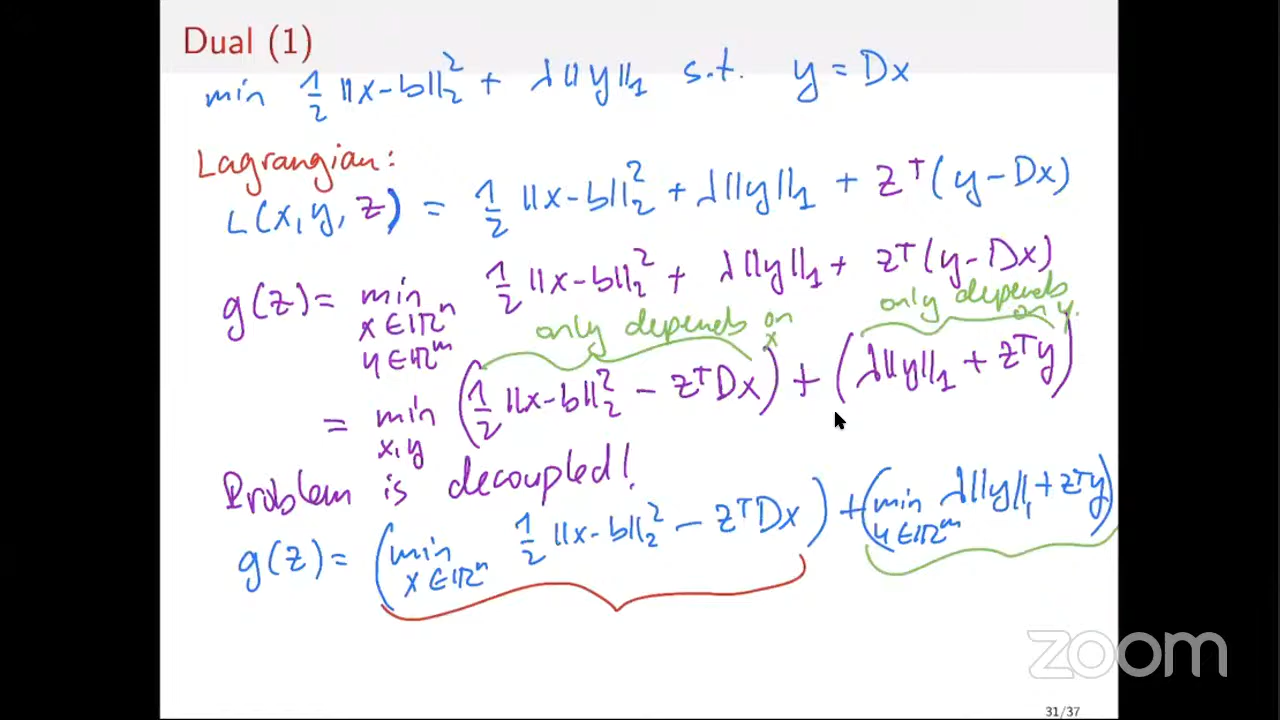 Dual (1)
min 1/2 ||x-b||₂² + λ||y||₁ s.t. y = Dx
Lagrangian:
L(x, y, z) = 1/2 ||x-b||₂² + λ||y||₁ + zᵀ(y-Dx)
g(z) = min x∈ℝⁿ y∈ℝᵐ 1/2 ||x-b||₂² + λ||y||₁ + zᵀ(y-Dx)
only depends on x
only depends on y.
= min x,y (1/2 ||x-b||₂² - zᵀDx) + (λ||y||₁ + zᵀy)
Problem is decoupled!
g(z) = (min x∈ℝⁿ 1/2 ||x-b||₂² - zᵀDx) + (min y∈ℝᵐ λ||y||₁ + zᵀy)
zoom
31/37